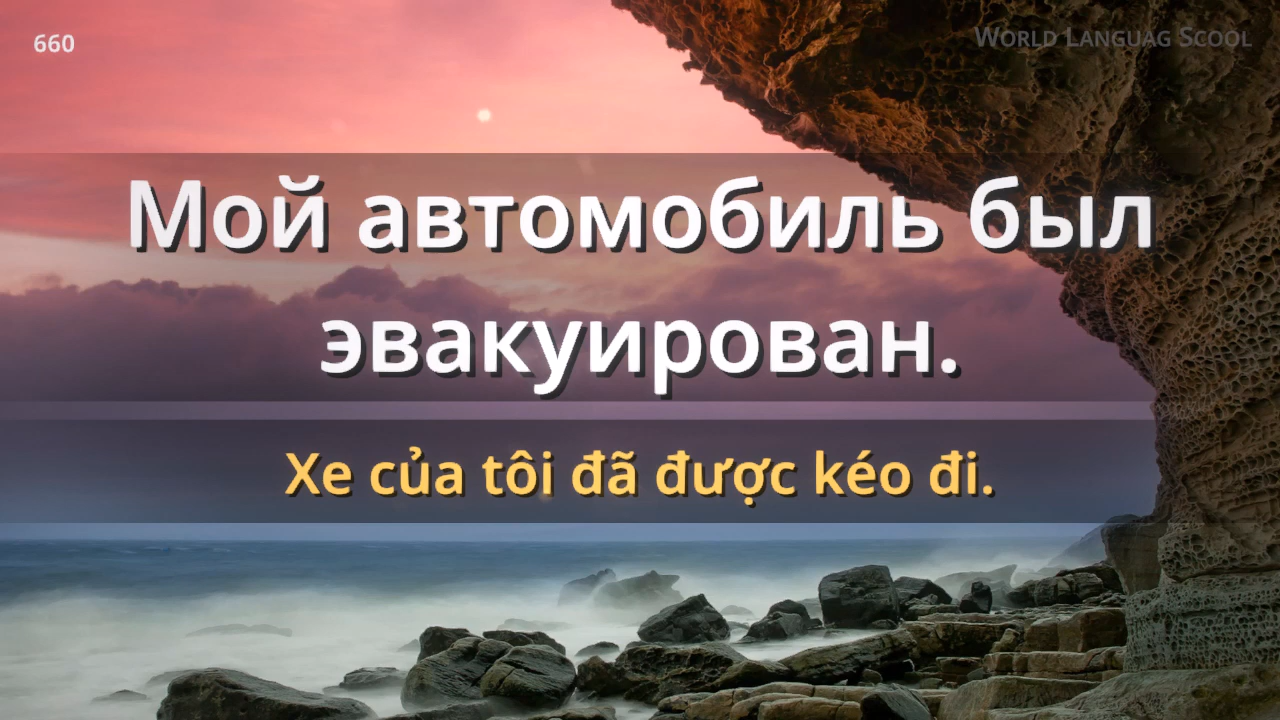 660
World Languag Scool
Мой автомобиль был
эвакуирован.
Xe của tôi đã được kéo đi.